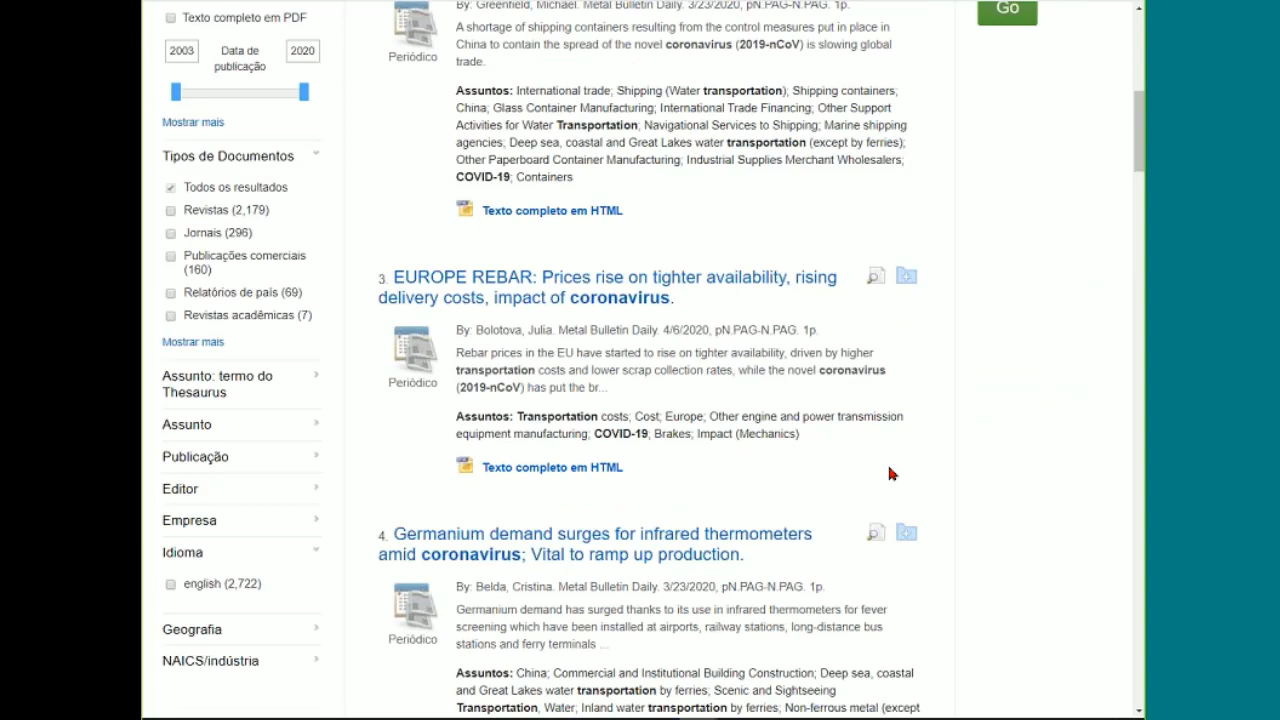 Texto completo em PDF
2003
Data de
publicação
2020
Mostrar mais
Tipos de Documentos
Todos os resultados
Revistas (2,179)
Jornais (296)
Publicações comerciais
(160)
Relatórios de país (69)
Revistas acadêmicas (7)
Mostrar mais
Assunto: termo do
Thesaurus
Assunto
Publicação
Editor
Empresa
Idioma
english (2,722)
Geografia
NAICS/indústria
By: Greenfield, Michael. Metal Bulletin Daily. 3/23/2020, pN.PAG-N.PAG. 1p.
Periódico
A shortage of shipping containers resulting from the control measures put in place in
China to contain the spread of the novel coronavirus (2019-nCoV) is slowing global
trade.
Assuntos: International trade; Shipping (Water transportation); Shipping containers;
China; Glass Container Manufacturing; International Trade Financing; Other Support
Activities for Water Transportation; Navigational Services to Shipping; Marine shipping
agencies; Deep sea, coastal and Great Lakes water transportation (except by ferries);
Other Paperboard Container Manufacturing; Industrial Supplies Merchant Wholesalers;
COVID-19; Containers
Texto completo em HTML
3. EUROPE REBAR: Prices rise on tighter availability, rising
delivery costs, impact of coronavirus.
Periódico
By: Bolotova, Julia. Metal Bulletin Daily. 4/6/2020, pN.PAG-N.PAG. 1p.
Rebar prices in the EU have started to rise on tighter availability, driven by higher
transportation costs and lower scrap collection rates, while the novel coronavirus
(2019-nCoV) has put the br...
Assuntos: Transportation costs; Cost; Europe; Other engine and power transmission
equipment manufacturing; COVID-19; Brakes; Impact (Mechanics)
Texto completo em HTML
4. Germanium demand surges for infrared thermometers
amid coronavirus; Vital to ramp up production.
Periódico
By: Belda, Cristina. Metal Bulletin Daily. 3/23/2020, pN.PAG-N.PAG. 1p.
Germanium demand has surged thanks to its use in infrared thermometers for fever
screening which have been installed at airports, railway stations, long-distance bus
stations and ferry terminals ...
Assuntos: China; Commercial and Institutional Building Construction; Deep sea, coastal
and Great Lakes water transportation by ferries; Scenic and Sightseeing
Transportation, Water; Inland water transportation by ferries; Non-ferrous metal (except
Go